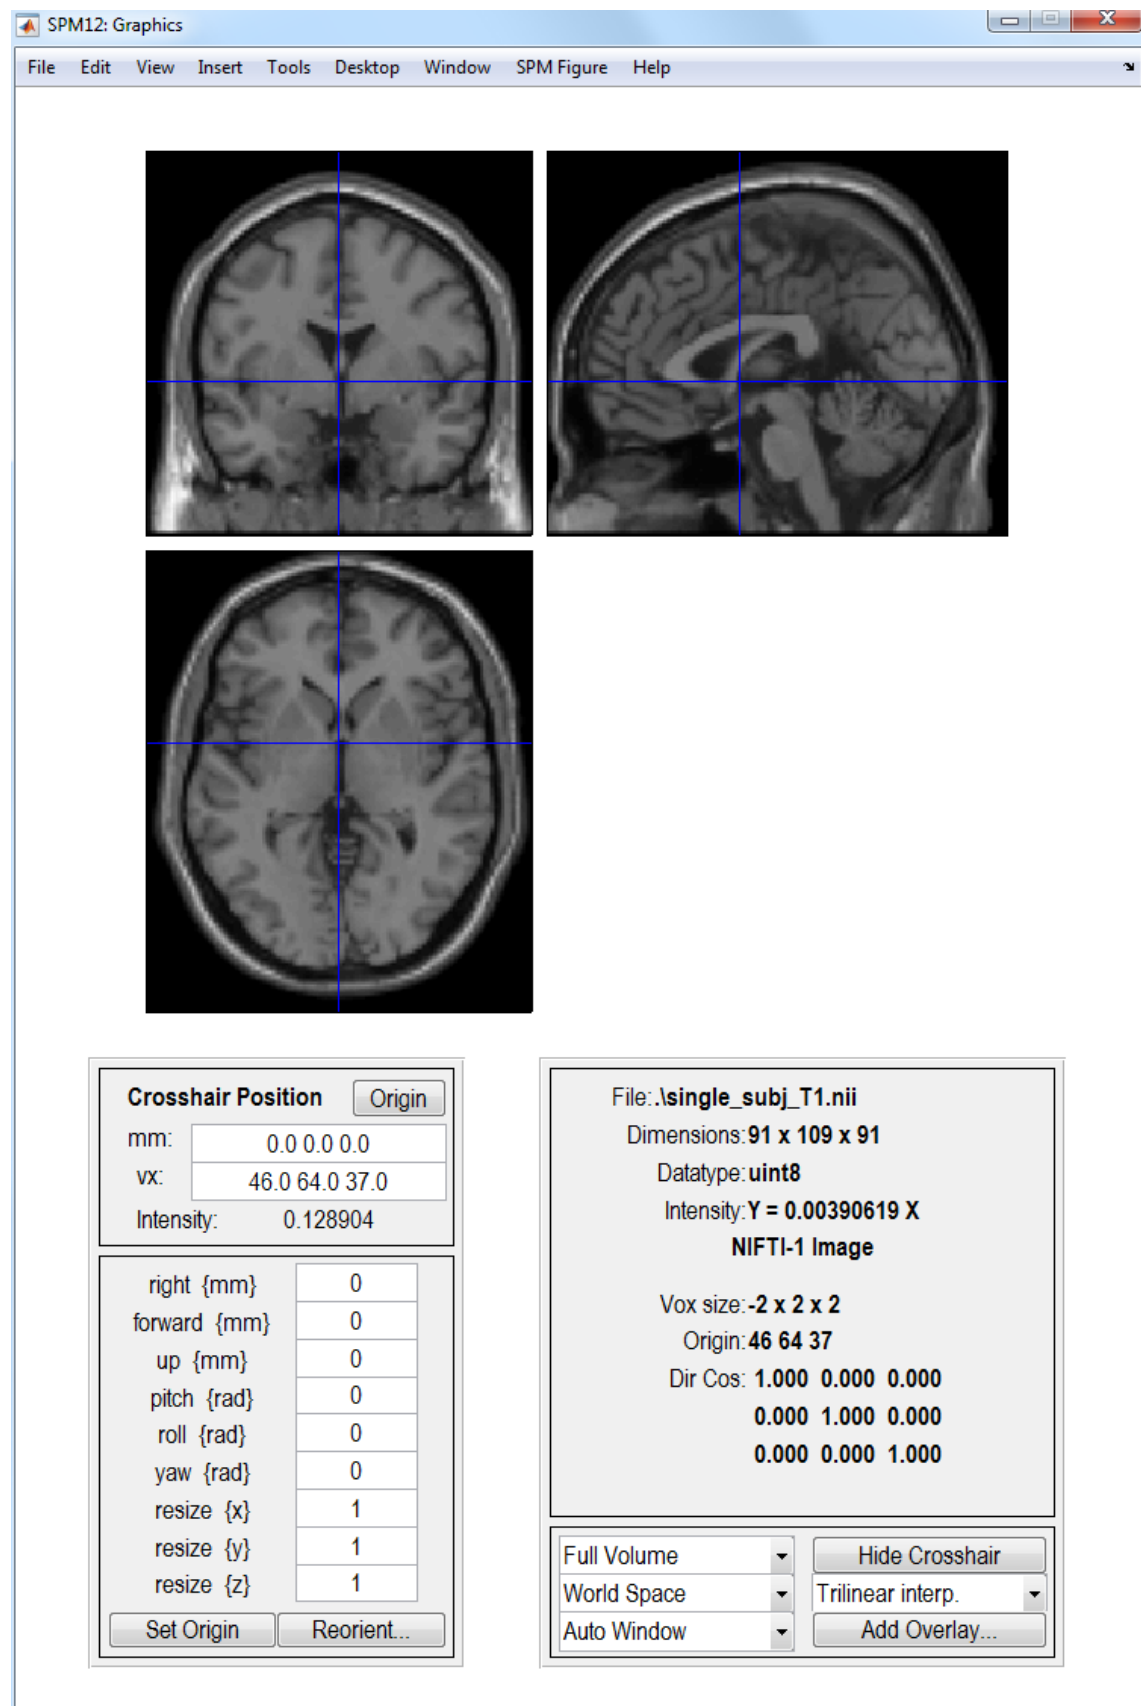 SPM12: Graphics
File Edit View Insert Tools Desktop Window SPM Figure Help
Crosshair Position Origin
mm: 0.0 0.0 0.0
vx: 46.0 64.0 37.0
Intensity: 0.128904
right {mm} 0
forward {mm} 0
up {mm} 0
pitch {rad} 0
roll {rad} 0
yaw {rad} 0
resize {x} 1
resize {y} 1
resize {z} 1
Set Origin Reorient...
File: .\single_subj_T1.nii
Dimensions: 91 x 109 x 91
Datatype: uint8
Intensity: Y = 0.00390619 X
NIFTI-1 Image
Vox size: -2 x 2 x 2
Origin: 46 64 37
Dir Cos: 1.000 0.000 0.000
0.000 1.000 0.000
0.000 0.000 1.000
Full Volume Hide Crosshair
World Space Trilinear interp.
Auto Window Add Overlay...